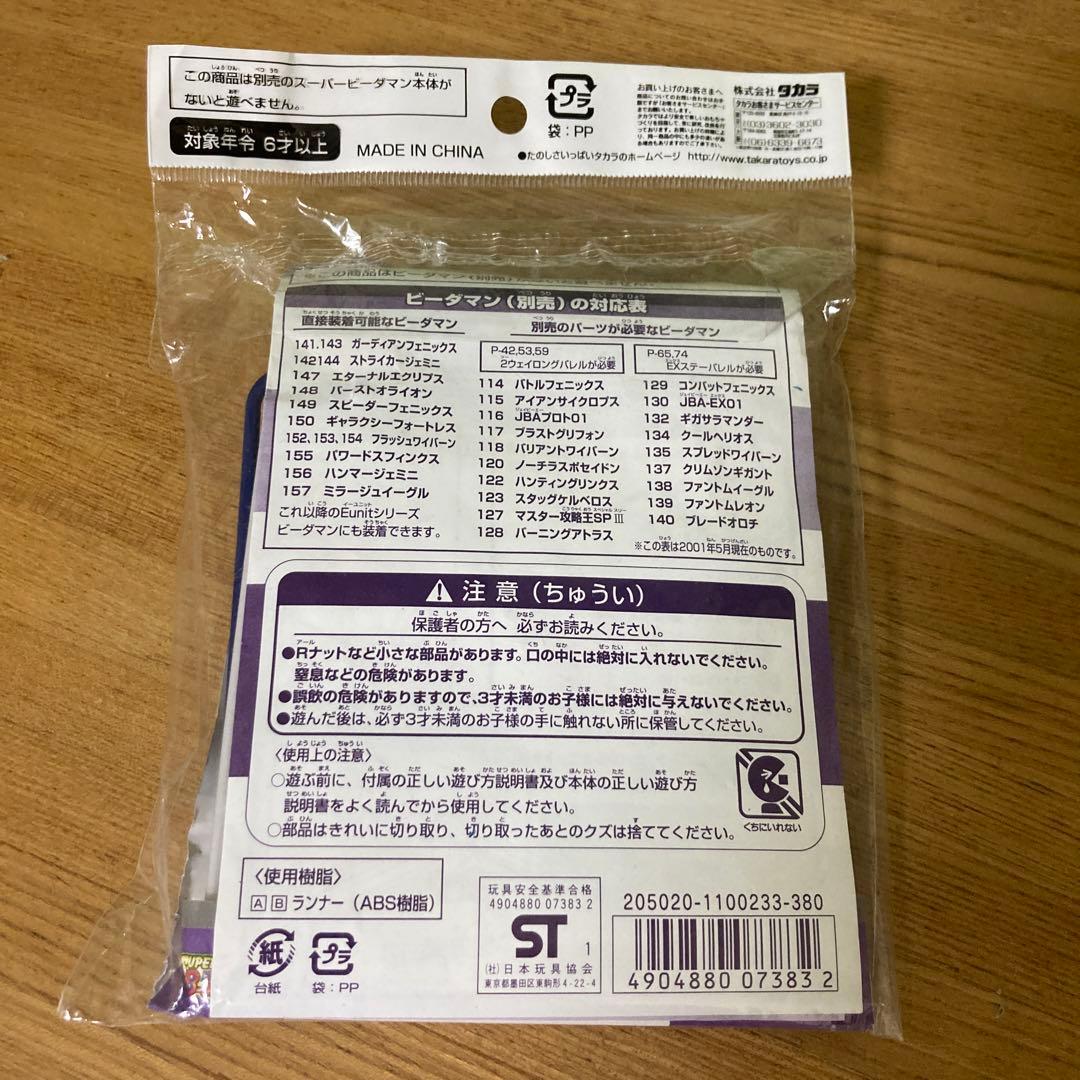 この商品は別売のスーパービーダマン本体が
ないと遊べません。
対象年令 6才以上
MADE IN CHINA
プラ
袋:PP
お買い上げのお客さまへ
株式会社 タカラ
タカラお客さまサービスセンター
●たのしさいっぱいタカラのホームページ http://www.takaratoys.co.jp
ビーダマン(別売)の対応表
直接装着可能なビーダマン
141.143 ガーディアンフェニックス
142144 ストライカージェミニ
147 エターナルエクリプス
148 バーストオライオン
149 スピーダーフェニックス
150 ギャラクシーフォートレス
152,153,154 フラッシュワイバーン
155 パワードスフィンクス
156 ハンマージェミニ
157 ミラージュイーグル
これ以降のEunitシリーズ
ビーダマンにも装着できます。
別売のパーツが必要なビーダマン
P-42,53,59
2ウェイロングバレルが必要
114 バトルフェニックス
115 アイアンサイクロプス
116 JBAプロト01
117 ブラストグリフォン
118 バリアントワイバーン
120 ノーチラスポセイドン
122 ハンティングリンクス
123 スタッグケルベロス
127 マスター攻略王SPⅢ
128 バーニングアトラス
P-65,74
EXステーバレルが必要
129 コンバットフェニックス
130 JBA-EX01
132 ギガサラマンダー
134 クールヘリオス
135 スプレッドワイバーン
137 クリムゾンギガント
138 ファントムイーグル
139 ファントムレオン
140 ブレードオロチ
※この表は2001年5月現在のものです。
注意(ちゅうい)
保護者の方へ 必ずお読みください。
●Rナットなど小さな部品があります。口の中には絶対に入れないでください。
窒息などの危険があります。
●誤飲の危険がありますので、3才未満のお子様には絶対に与えないでください。
●遊んだ後は、必ず3才未満のお子様の手に触れない所に保管してください。
〈使用上の注意〉
○遊ぶ前に、付属の正しい遊び方説明書及び本体の正しい遊び方
説明書をよく読んでから使用してください。
○部品はきれいに切り取り、切り取ったあとのクズは捨ててください。
くちにいれない
〈使用樹脂〉
A B ランナー(ABS樹脂)
紙
台紙
プラ
袋:PP
玩具安全基準合格
4904880 07383 2
ST 1
(社)日本玩具協会
東京都墨田区東駒形4-22-4
205020-1100233-380
4904880 073832